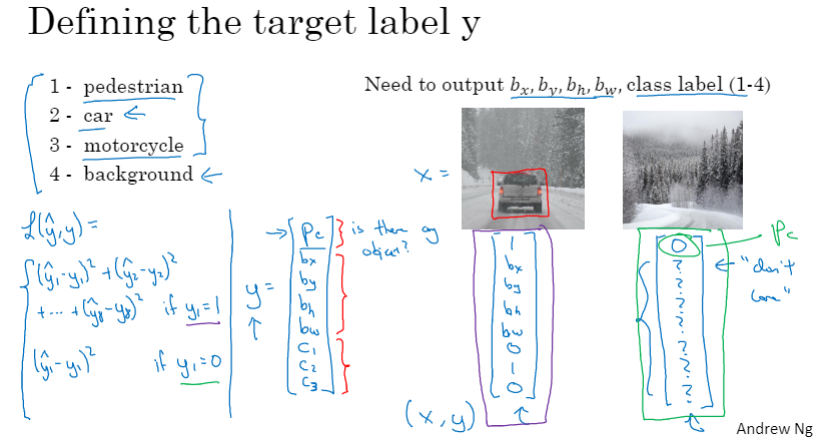 Defining the target label y
1 - pedestrian
2 - car
3 - motorcycle
4 - background
Need to output bₓ, b_y, b_h, b_w, class label (1-4)
x =
ℒ(ŷ,y) =
(ŷ₁-y₁)² + (ŷ₂-y₂)²
+ ... + (ŷ₈-y₈)² if y₁=1
(ŷ₁-y₁)² if y₁=0
y =
Pc
bx
by
bh
bw
C₁
C₂
C₃
is there any
object?
1
bx
by
bh
bw
0
1
0
(x,y)
0
?
?
?
?
?
?
?
Pc
"don't
care"
Andrew Ng